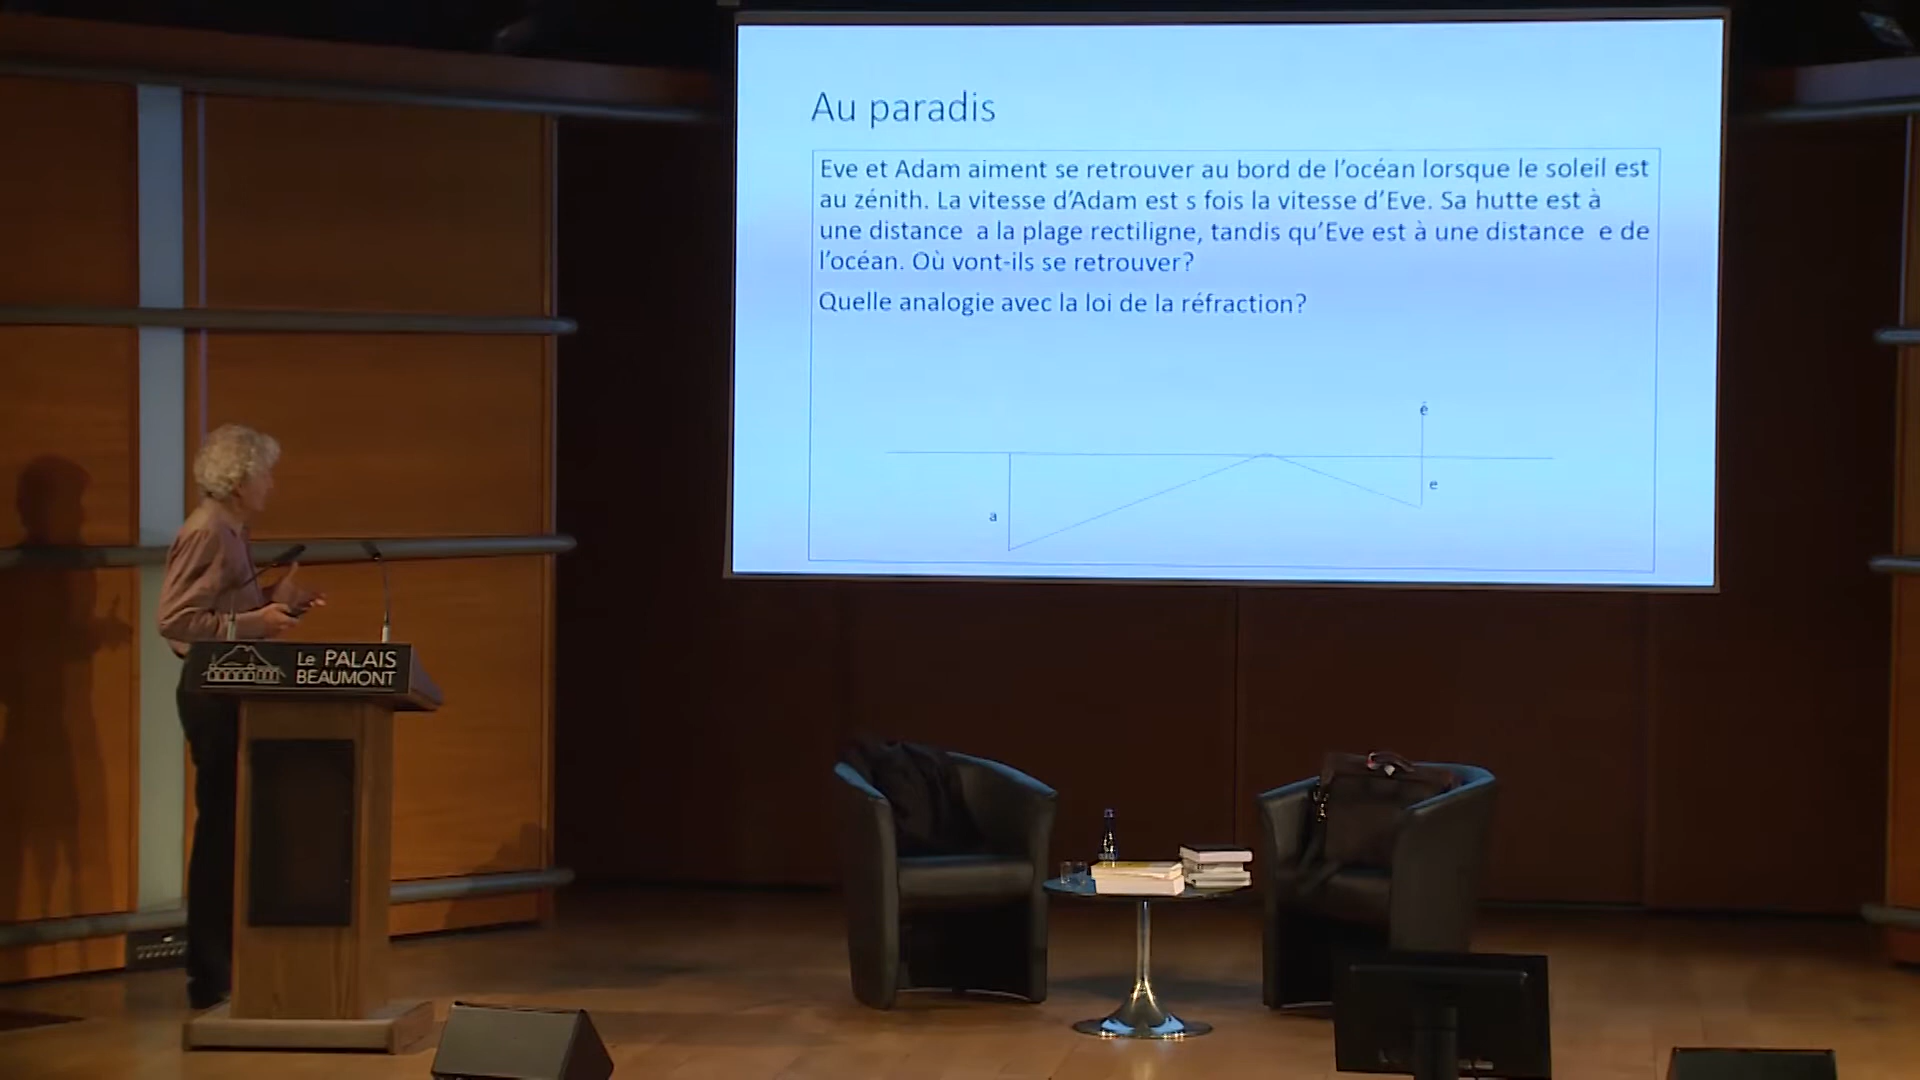 Au paradis
Eve et Adam aiment se retrouver au bord de l'océan lorsque le soleil est
au zénith. La vitesse d'Adam est s fois la vitesse d'Eve. Sa hutte est à
une distance a la plage rectiligne, tandis qu'Eve est à une distance e de
l'océan. Où vont-ils se retrouver?
Quelle analogie avec la loi de la réfraction?
é
e
a
Le PALAIS
BEAUMONT